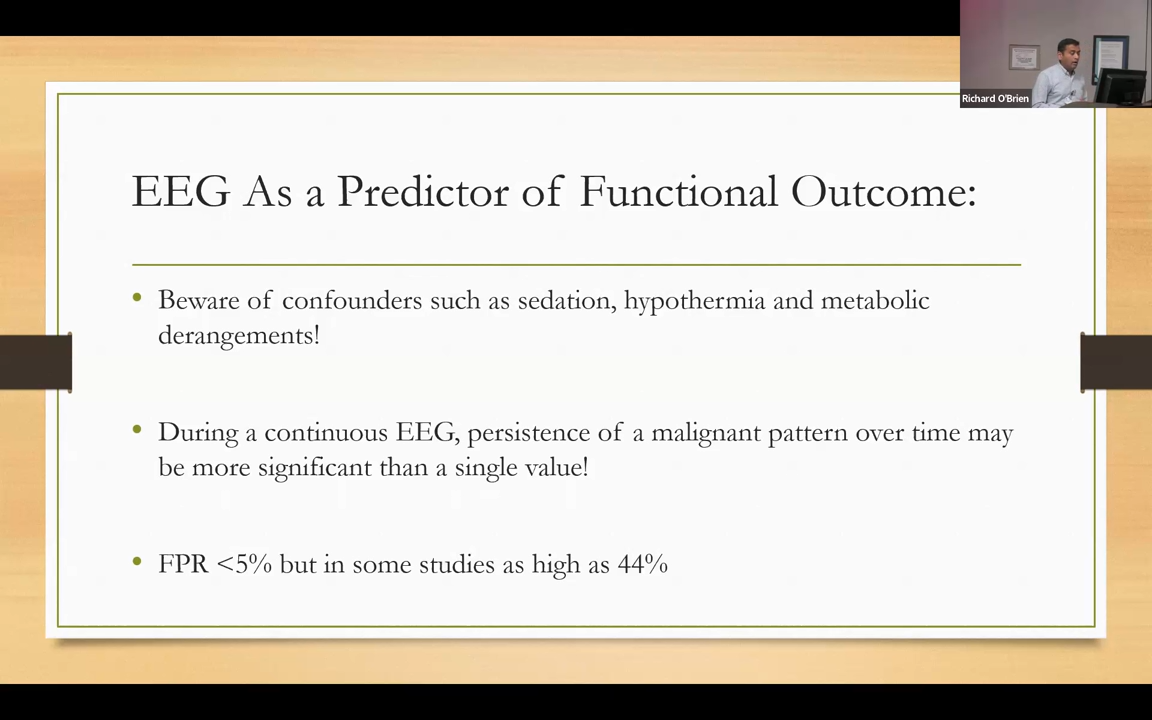 Richard O'Brien
EEG As a Predictor of Functional Outcome:
• Beware of confounders such as sedation, hypothermia and metabolic
derangements!
• During a continuous EEG, persistence of a malignant pattern over time may
be more significant than a single value!
• FPR <5% but in some studies as high as 44%